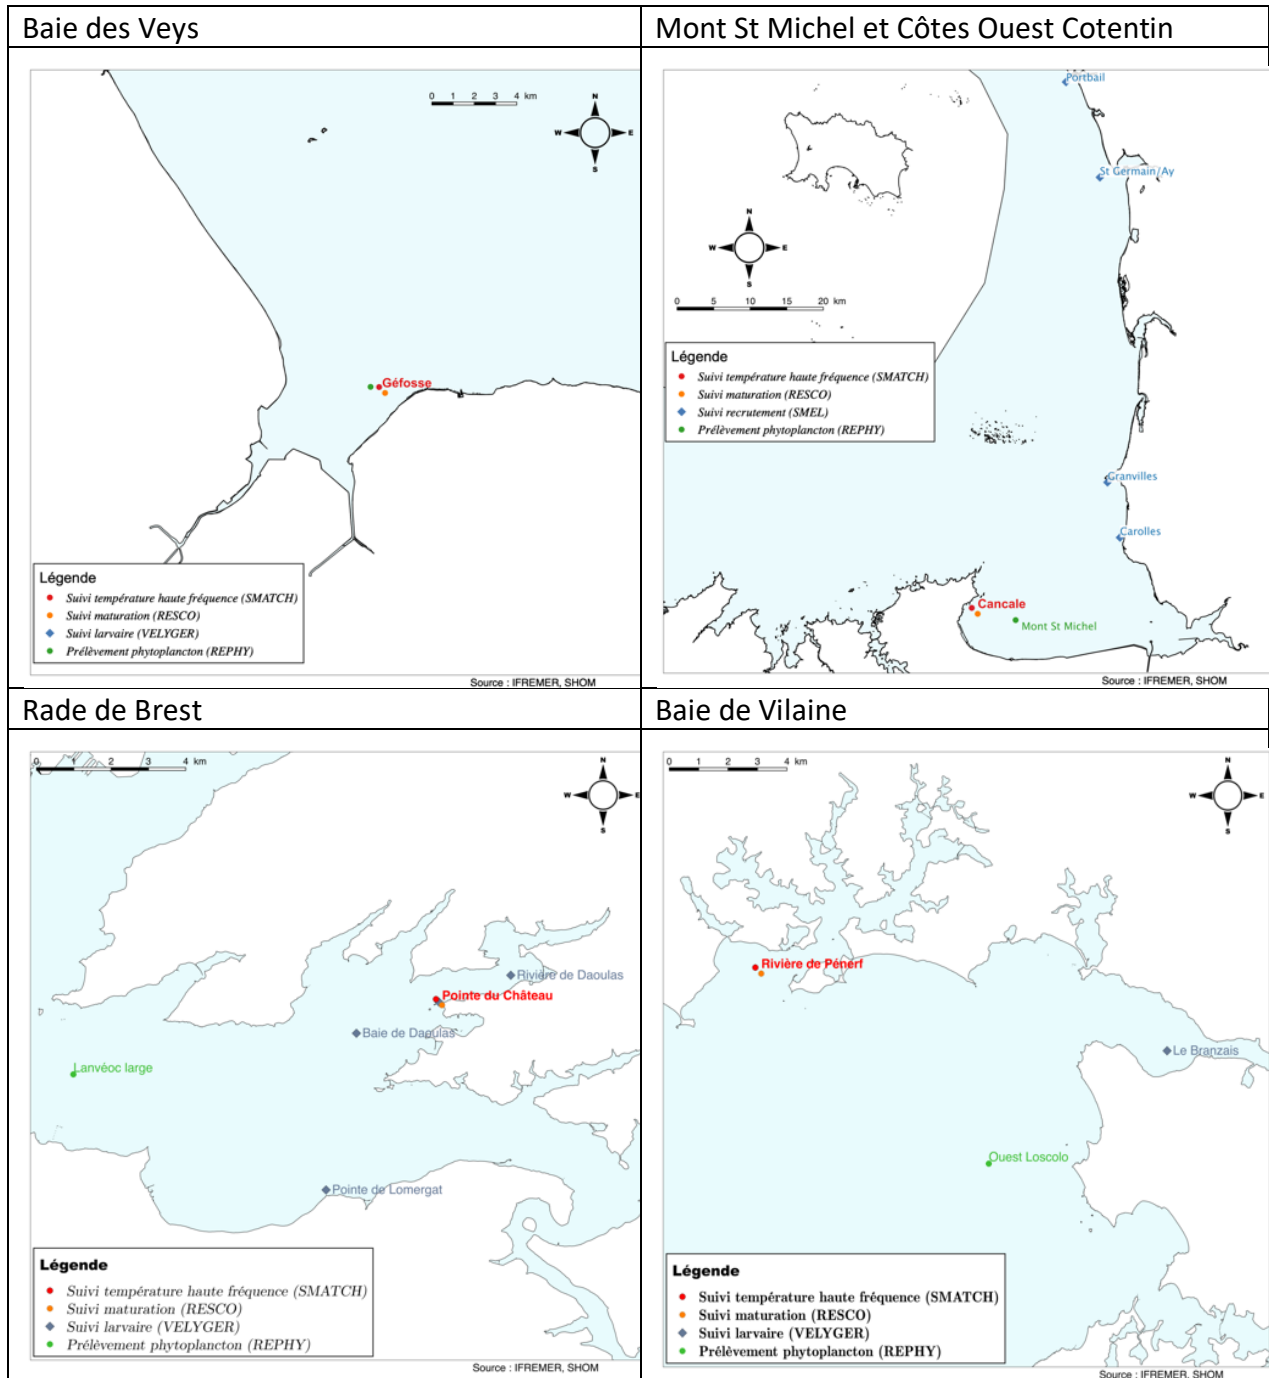 Baie des Veys
0 1 2 3 4 km
N
W E
S
Géfosse
Légende
Suivi température haute fréquence (SMATCH)
Suivi maturation (RESCO)
Suivi larvaire (VELYGER)
Prélèvement phytoplancton (REPHY)
Source : IFREMER, SHOM
Mont St Michel et Côtes Ouest Cotentin
Portbail
St Germain/Ay
N
W E
S
0 5 10 15 20 km
Légende
Suivi température haute fréquence (SMATCH)
Suivi maturation (RESCO)
Suivi recrutement (SMEL)
Prélèvement phytoplancton (REPHY)
Granvilles
Carolles
Cancale
Mont St Michel
Source : IFREMER, SHOM
Rade de Brest
0 1 2 3 4 km
N
W E
S
Rivière de Daoulas
Pointe du Château
Baie de Daoulas
Lanvéoc large
Pointe de Lomergat
Légende
Suivi température haute fréquence (SMATCH)
Suivi maturation (RESCO)
Suivi larvaire (VELYGER)
Prélèvement phytoplancton (REPHY)
Source : IFREMER, SHOM
Baie de Vilaine
0 1 2 3 4 km
N
W E
S
Rivière de Pénerf
Le Branzais
Ouest Loscolo
Légende
Suivi température haute fréquence (SMATCH)
Suivi maturation (RESCO)
Suivi larvaire (VELYGER)
Prélèvement phytoplancton (REPHY)
Source : IFREMER, SHOM